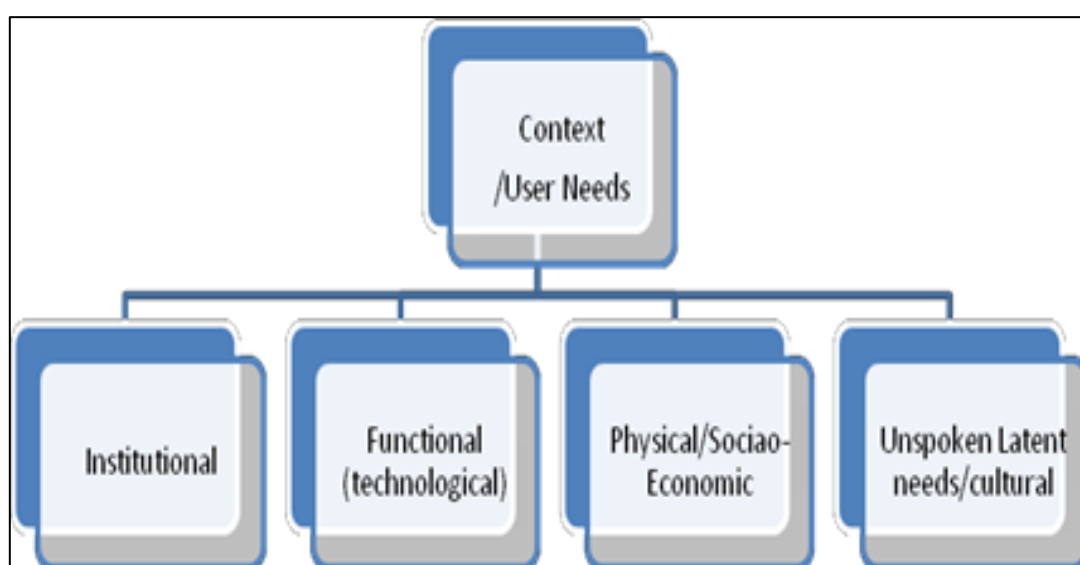 Context
/User Needs
Institutional
Functional
(technological)
Physical/Sociao-
Economic
Unspoken Latent
needs/cultural